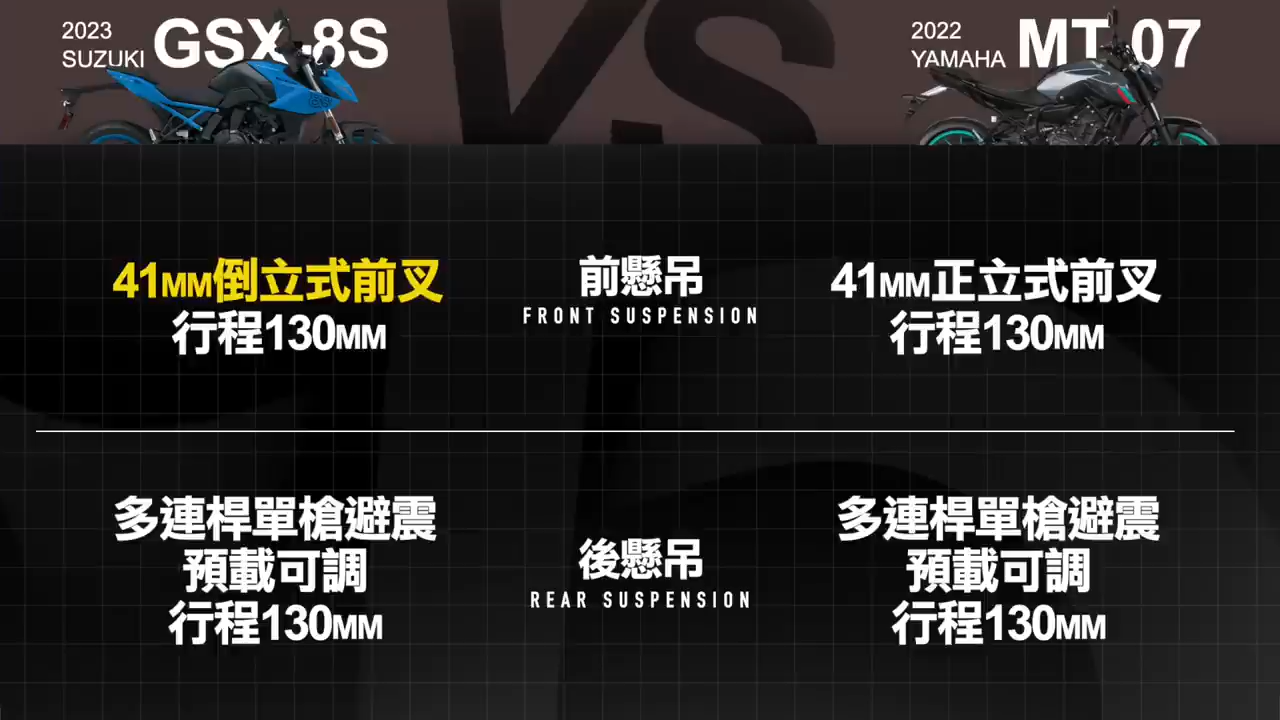 2023
SUZUKI GSX-8S
VS
2022
YAMAHA MT-07
41MM倒立式前叉
行程130MM
前懸吊
FRONT SUSPENSION
41MM正立式前叉
行程130MM
多連桿單槍避震
預載可調
行程130MM
後懸吊
REAR SUSPENSION
多連桿單槍避震
預載可調
行程130MM